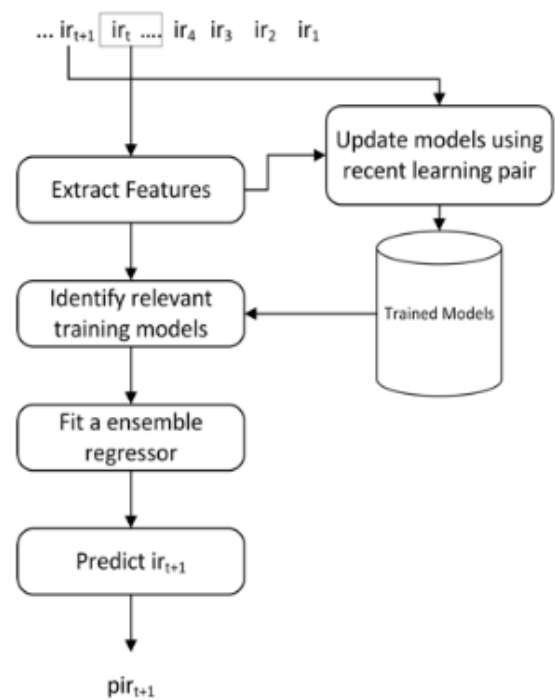 ... ir_{t+1} ir_t .... ir_4 ir_3 ir_2 ir_1
Update models using
recent learning pair
Extract Features
Identify relevant
training models
Trained Models
Fit a ensemble
regressor
Predict ir_{t+1}
pir_{t+1}